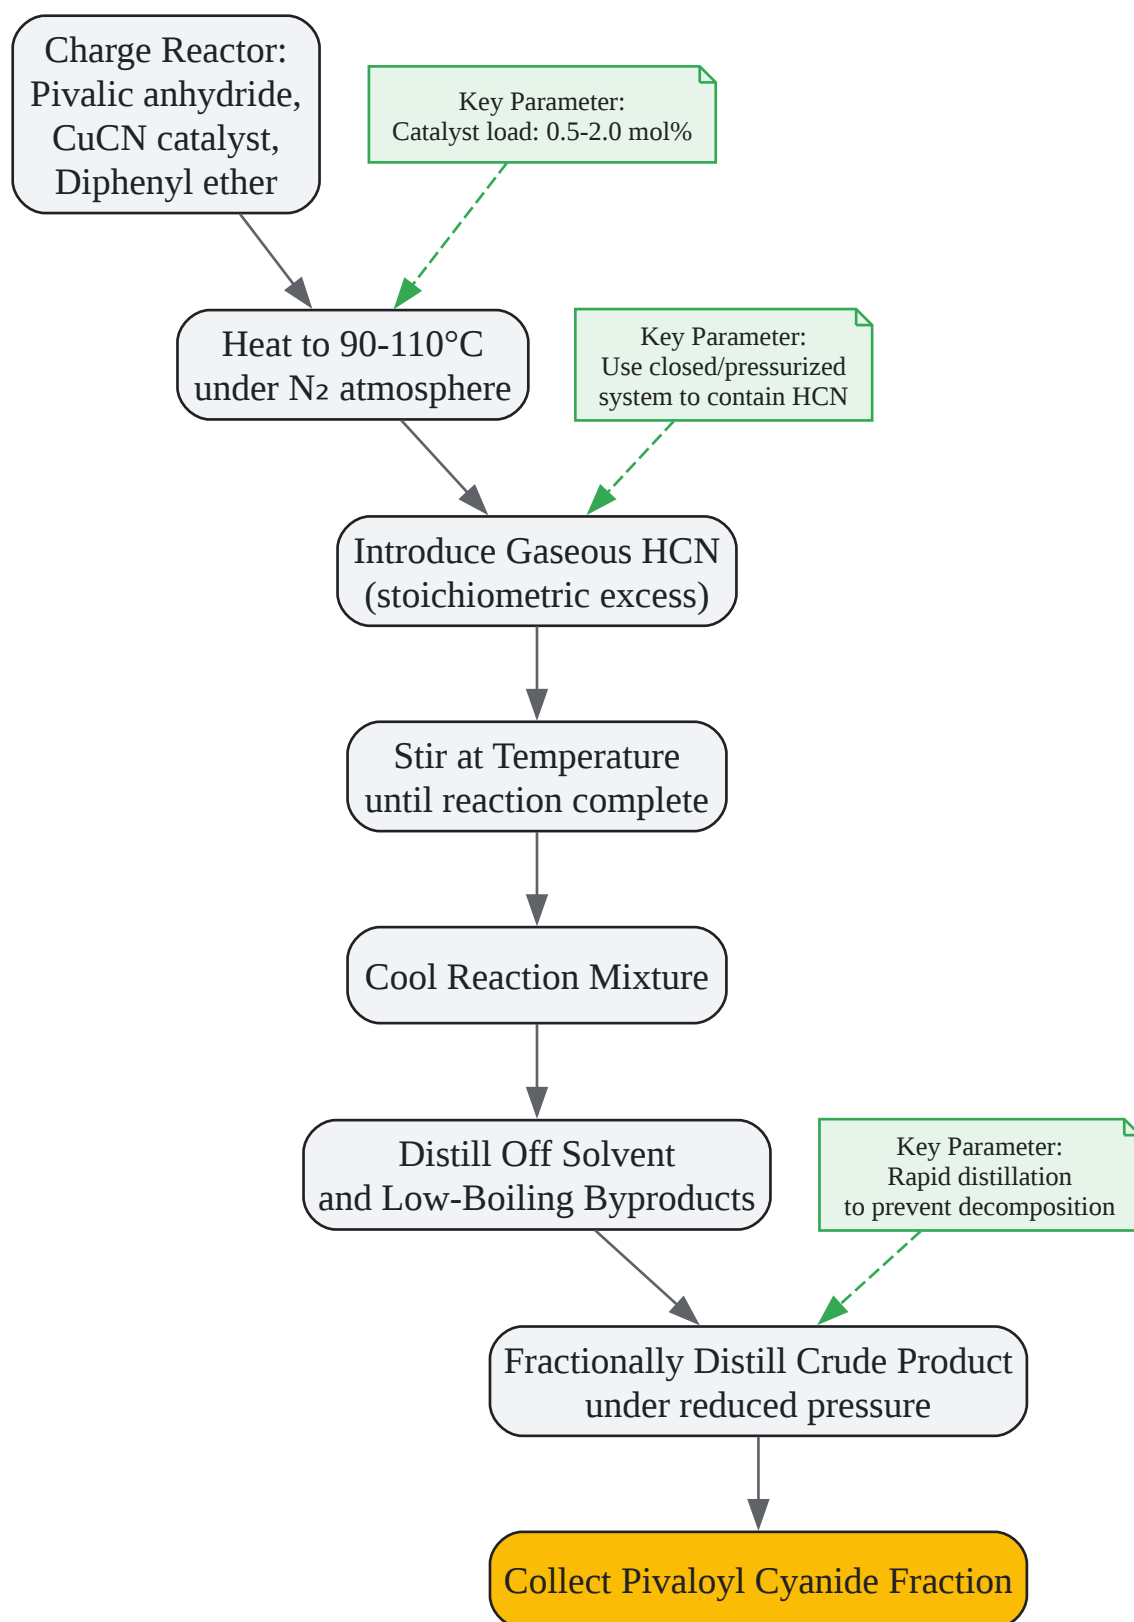 Charge Reactor:
Pivalic anhydride,
CuCN catalyst,
Diphenyl ether
Key Parameter:
Catalyst load: 0.5-2.0 mol%
Heat to 90-110°C
under N₂ atmosphere
Key Parameter:
Use closed/pressurized
system to contain HCN
Introduce Gaseous HCN
(stoichiometric excess)
Stir at Temperature
until reaction complete
Cool Reaction Mixture
Distill Off Solvent
and Low-Boiling Byproducts
Key Parameter:
Rapid distillation
to prevent decomposition
Fractionally Distill Crude Product
under reduced pressure
Collect Pivaloyl Cyanide Fraction